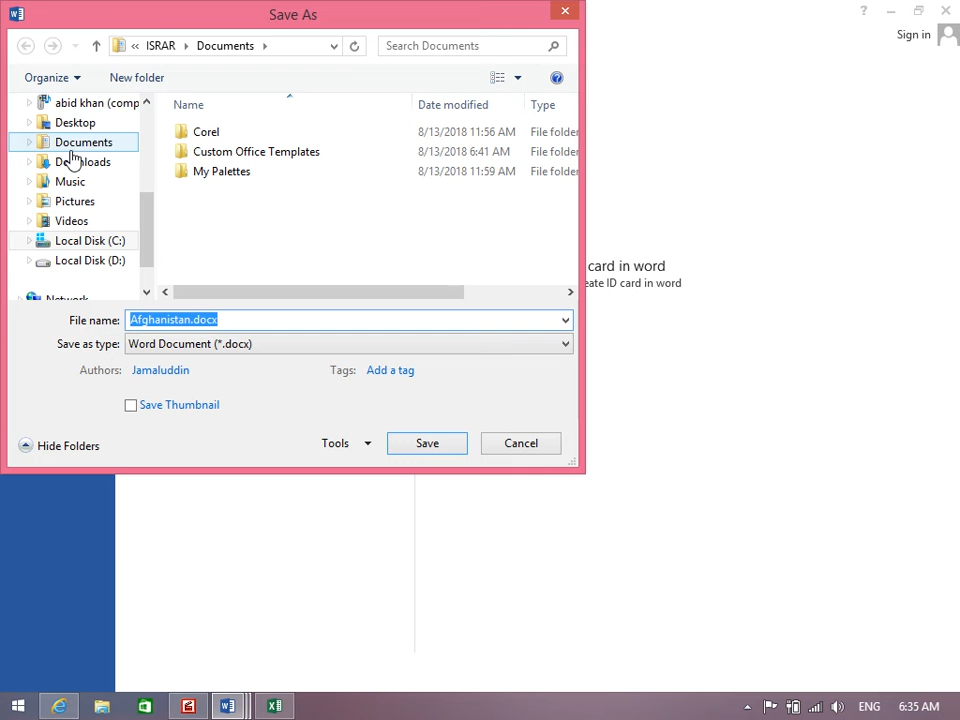 Save As
Sign in
ISRAR
Documents
Search Documents
Organize
New folder
abid khan (comp
Desktop
Documents
Downloads
Music
Pictures
Videos
Local Disk (C:)
Local Disk (D:)
Network
Name
Date modified
Type
Corel
8/13/2018 11:56 AM
File folder
Custom Office Templates
8/13/2018 6:41 AM
File folder
My Palettes
8/13/2018 11:59 AM
File folder
card in word
eate ID card in word
File name:
Afghanistan.docx
Save as type:
Word Document (*.docx)
Authors:
Jamaluddin
Tags:
Add a tag
Save Thumbnail
Hide Folders
Tools
Save
Cancel
ENG
6:35 AM